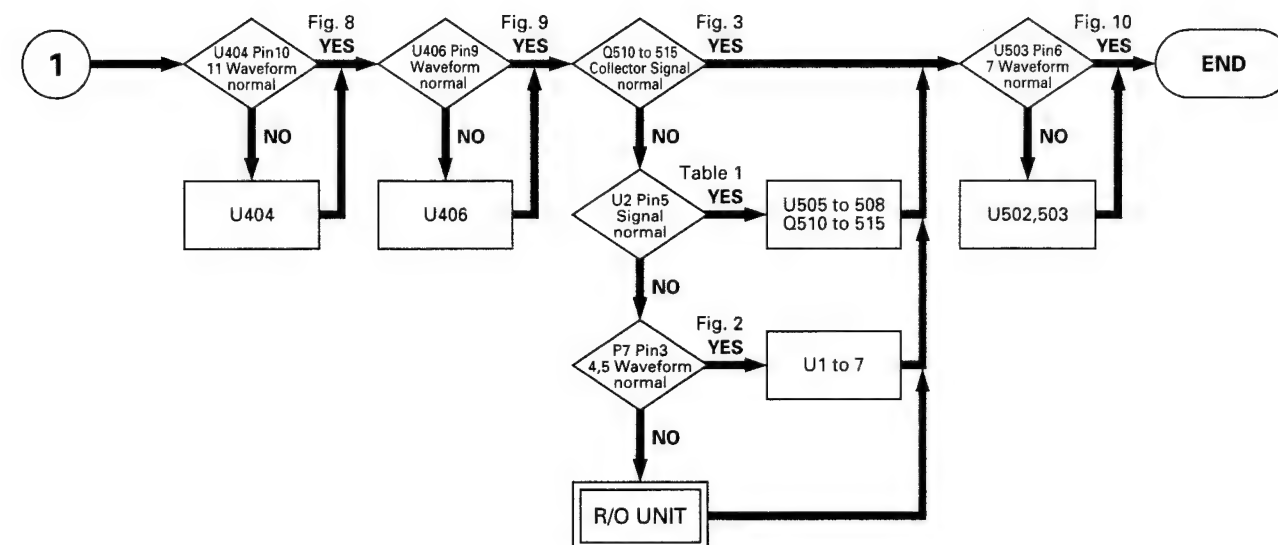 1
U404 Pin10
11 Waveform
normal
Fig. 8
YES
NO
U404
U406 Pin9
Waveform
normal
Fig. 9
YES
NO
U406
Q510 to 515
Collector Signal
normal
Fig. 3
YES
NO
U2 Pin5
Signal
normal
Table 1
YES
NO
U505 to 508
Q510 to 515
P7 Pin3
4,5 Waveform
normal
Fig. 2
YES
NO
U1 to 7
R/O UNIT
U503 Pin6
7 Waveform
normal
Fig. 10
YES
NO
U502,503
END